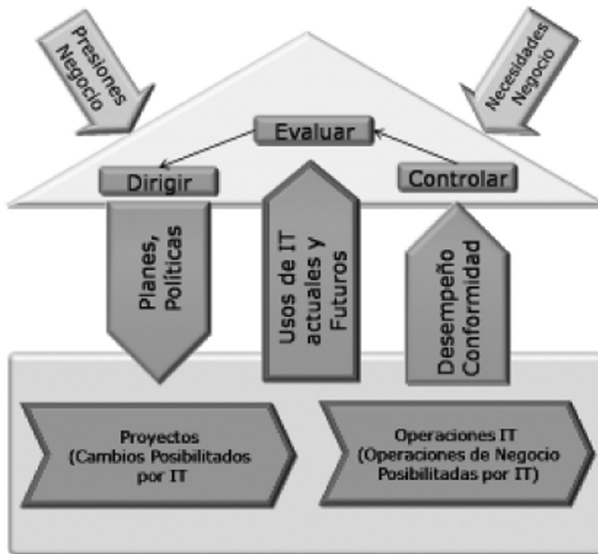 Presiones
Negocio
Necesidades
Negocio
Evaluar
Dirigir
Controlar
Planes,
Políticas
Usos de IT
actuales y
Futuros
Desempeño
Conformidad
Proyectos
(Cambios Posibilitados
por IT
Operaciones IT
(Operaciones de Negocio
Posibilitadas por IT)